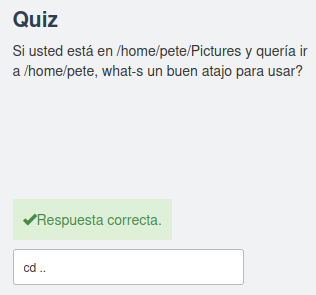 Quiz
Si usted está en /home/pete/Pictures y quería ir
a /home/pete, what-s un buen atajo para usar?
✔Respuesta correcta.
cd ..